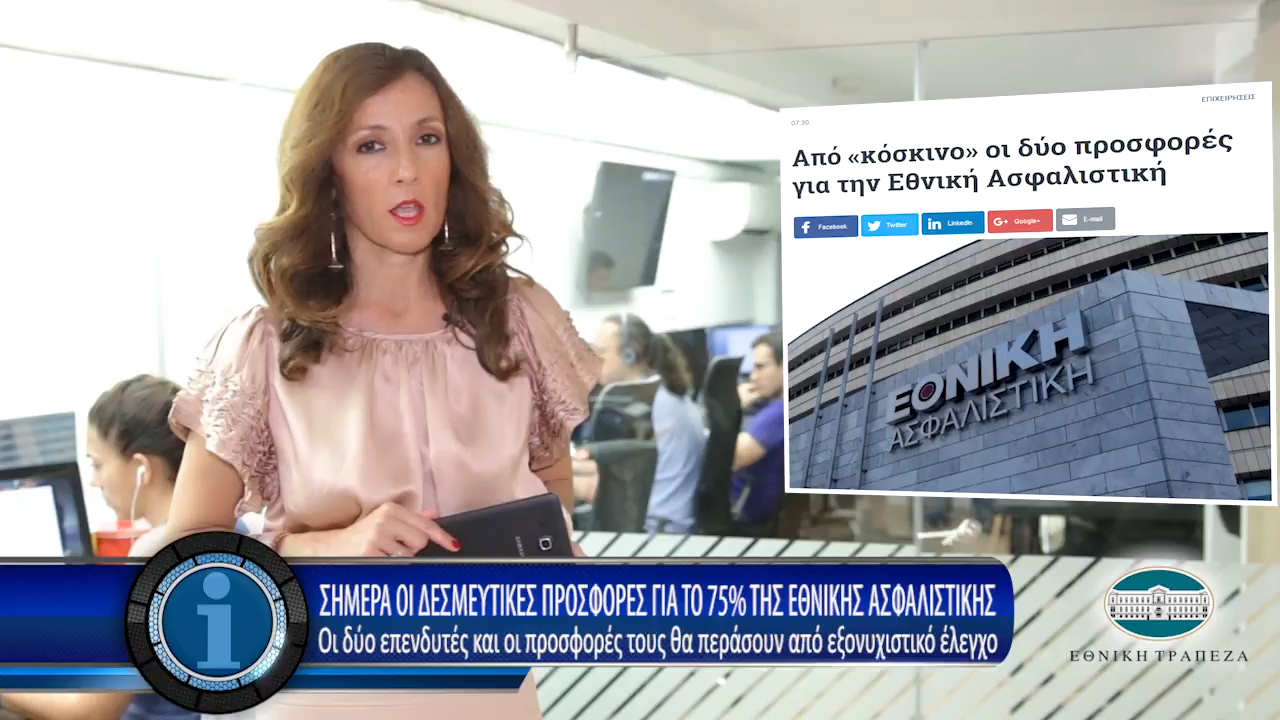 ΕΠΙΧΕΙΡΗΣΕΙΣ
07:30
Από «κόσκινο» οι δύο προσφορές
για την Εθνική Ασφαλιστική
Facebook
Twitter
LinkedIn
Google+
E-mail
ΕΘΝΙΚΗ
ΑΣΦΑΛΙΣΤΙΚΗ
SAMSUNG
ΣΗΜΕΡΑ ΟΙ ΔΕΣΜΕΥΤΙΚΕΣ ΠΡΟΣΦΟΡΕΣ ΓΙΑ ΤΟ 75% ΤΗΣ ΕΘΝΙΚΗΣ ΑΣΦΑΛΙΣΤΙΚΗΣ
Οι δύο επενδυτές και οι προσφορές τους θα περάσουν από εξονυχιστικό έλεγχο
ΕΘΝΙΚΗ ΤΡΑΠΕΖΑ